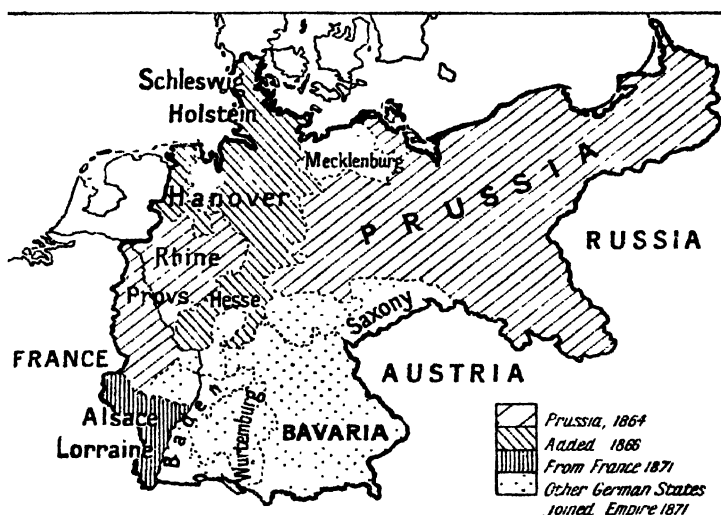 Schleswig
Holstein
Mecklenburg
Hanover
PRUSSIA
RUSSIA
Rhine
Provs
Hesse
Saxony
FRANCE
AUSTRIA
Alsace
Lorraine
Baden
Wurtemburg
BAVARIA
Prussia, 1864
Added 1866
From France 1871
Other German States
Joined Empire 1871